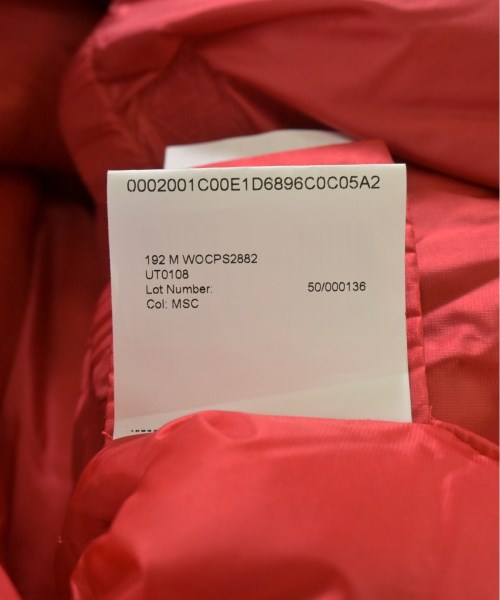 0002001C00E1D6896C0C05A2
192 M WOCPS2882
UT0108
Lot Number: 50/000136
Col: MSC